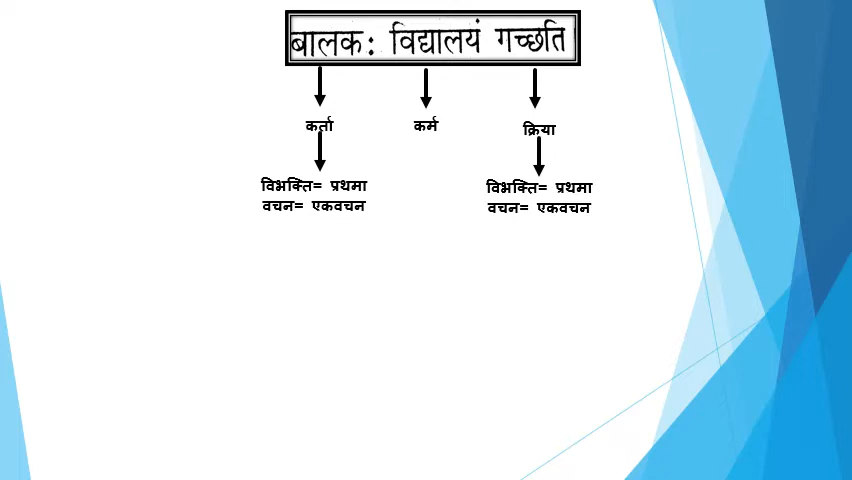 बालक: विद्यालयं गच्छति
कर्ता कर्म क्रिया
विभक्ति= प्रथमा विभक्ति= प्रथमा
वचन= एकवचन वचन= एकवचन